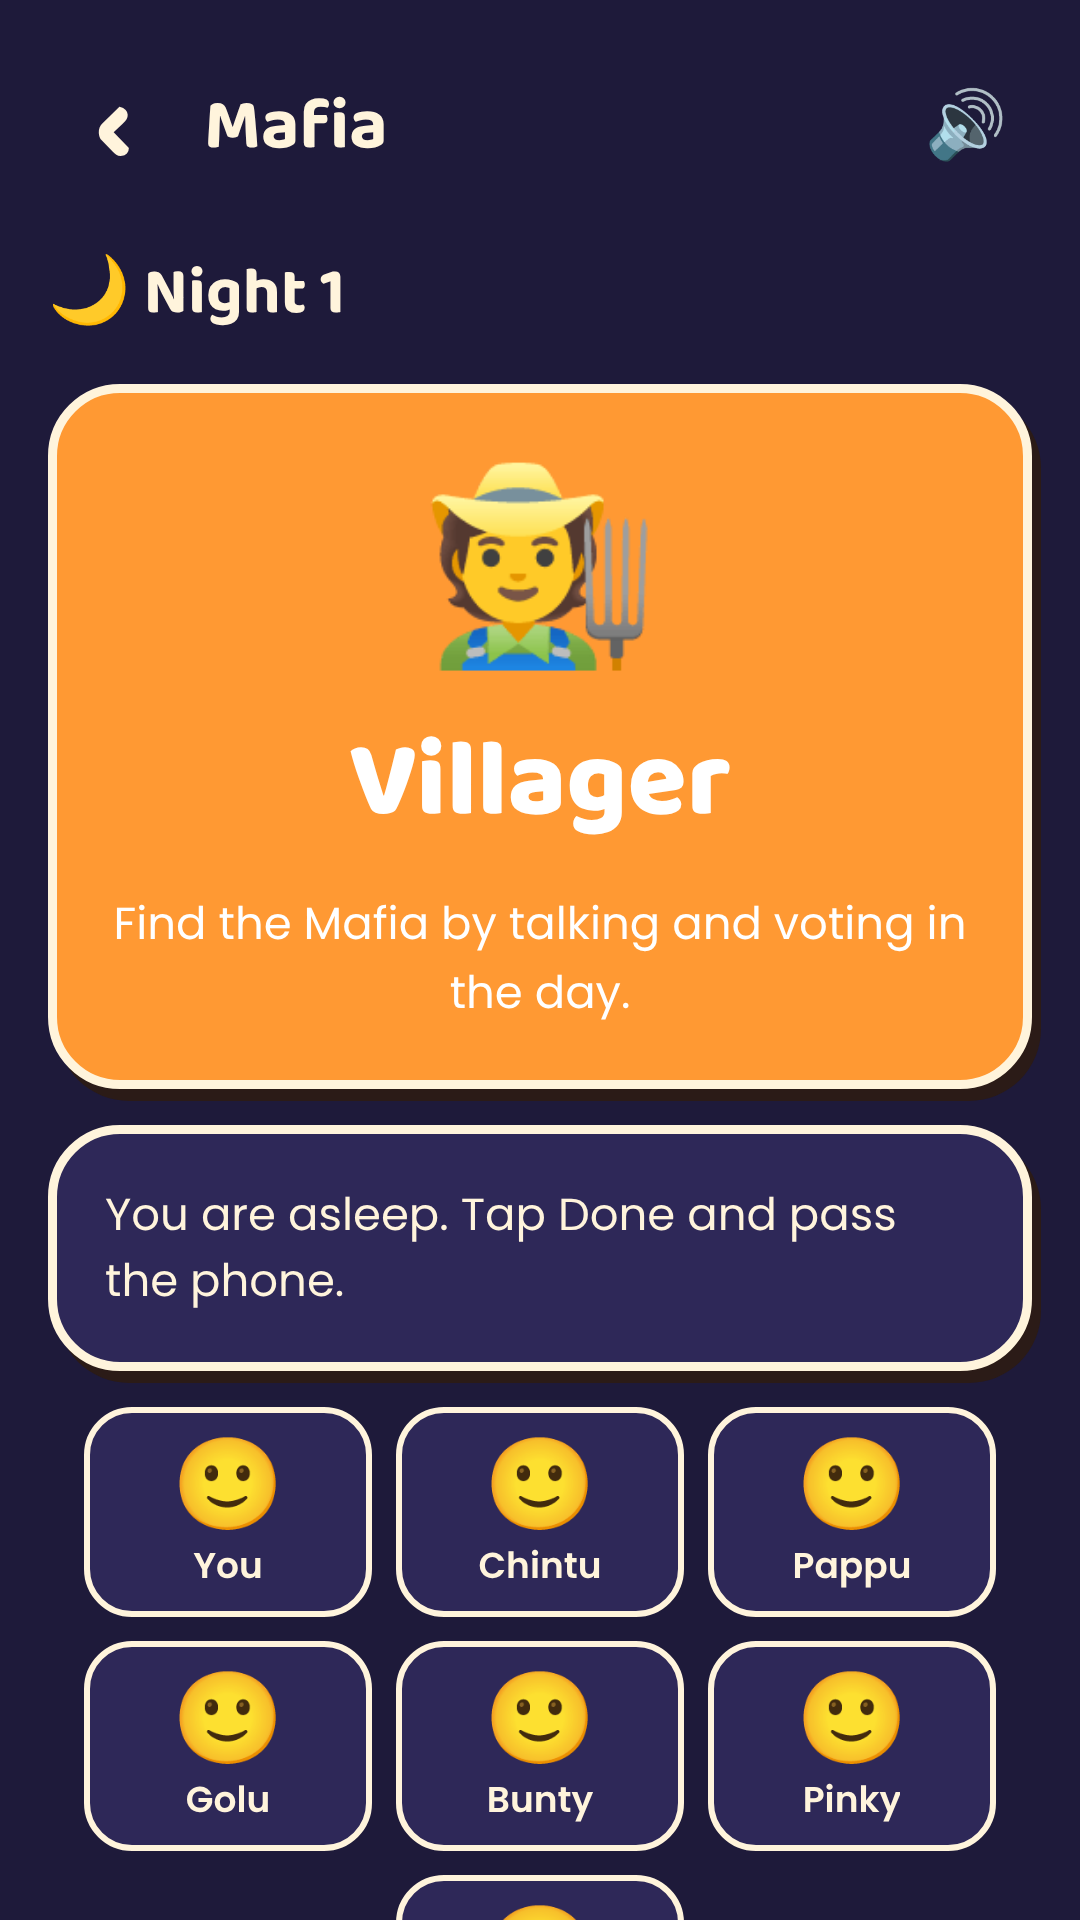 Mafia
Night 1
Villager
Find the Mafia by talking and voting in
the day.
You are asleep. Tap Done and pass
the phone.
You
Chintu
Pappu
Golu
Bunty
Pinky